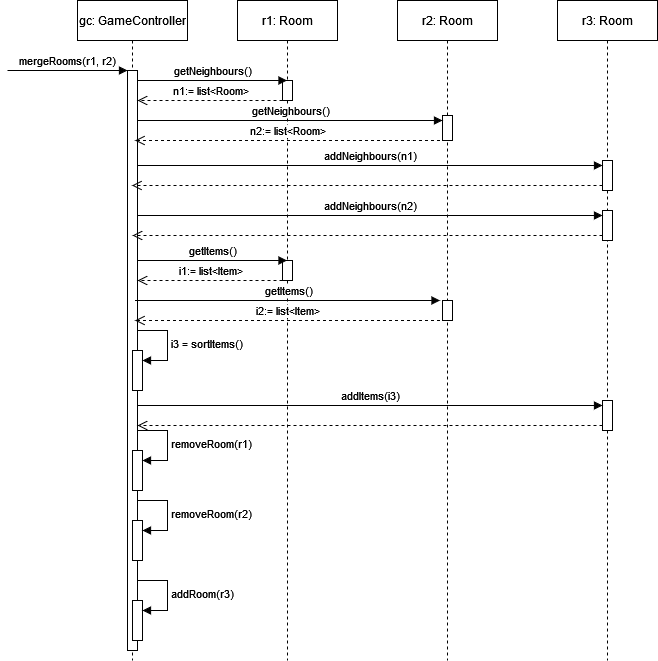 gc: GameController
r1: Room
r2: Room
r3: Room
mergeRooms(r1, r2)
getNeighbours()
n1:= list<Room>
getNeighbours()
n2:= list<Room>
addNeighbours(n1)
addNeighbours(n2)
getItems()
i1:= list<Item>
getItems()
i2:= list<Item>
i3 = sortItems()
addItems(i3)
removeRoom(r1)
removeRoom(r2)
addRoom(r3)